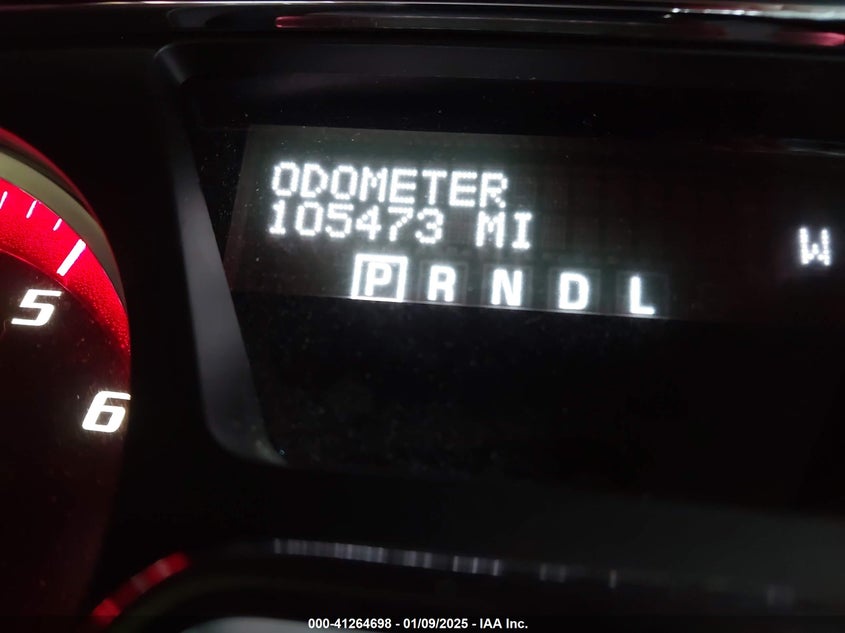 ODOMETER
105473 MI
W
P R N D L
5
6
000-41264698 - 01/09/2025 - IAA Inc.